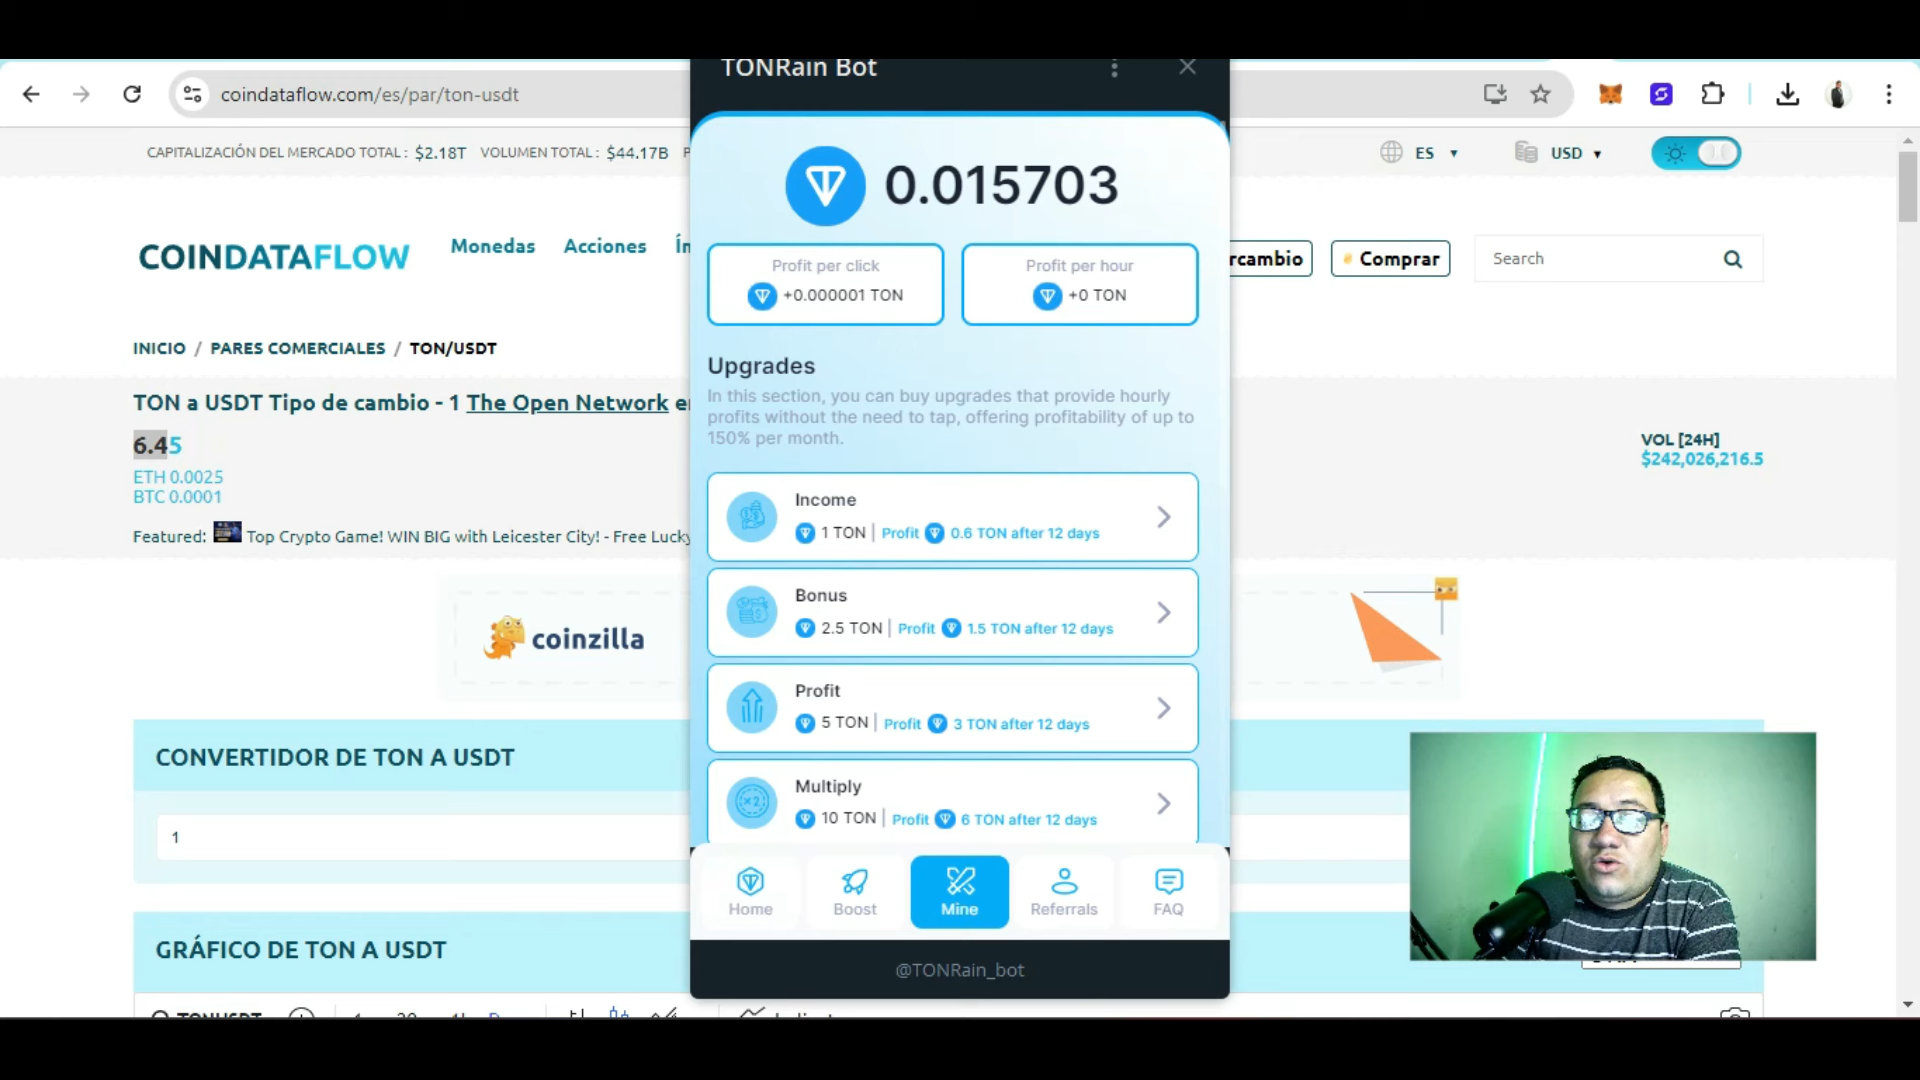 TONRain Bot
coindataflow.com/es/par/ton-usdt
CAPITALIZACIÓN DEL MERCADO TOTAL : $2.18T VOLUMEN TOTAL : $44.17B
ES
USD
COINDATAFLOW
Monedas
Acciones
Comprar
Search
INICIO / PARES COMERCIALES / TON/USDT
TON a USDT Tipo de cambio - 1 The Open Network
6.45
ETH 0.0025
BTC 0.0001
VOL [24H]
$242,026,216.5
Featured: Top Crypto Game! WIN BIG with Leicester City! - Free Lucky
coinzilla
CONVERTIDOR DE TON A USDT
1
GRÁFICO DE TON A USDT
TONUSDT
0.015703
Profit per click
+0.000001 TON
Profit per hour
+0 TON
Upgrades
In this section, you can buy upgrades that provide hourly
profits without the need to tap, offering profitability of up to
150% per month.
Income
1 TON | Profit 0.6 TON after 12 days
Bonus
2.5 TON | Profit 1.5 TON after 12 days
Profit
5 TON | Profit 3 TON after 12 days
Multiply
x2
10 TON | Profit 6 TON after 12 days
Home
Boost
Mine
Referrals
FAQ
@TONRain_bot